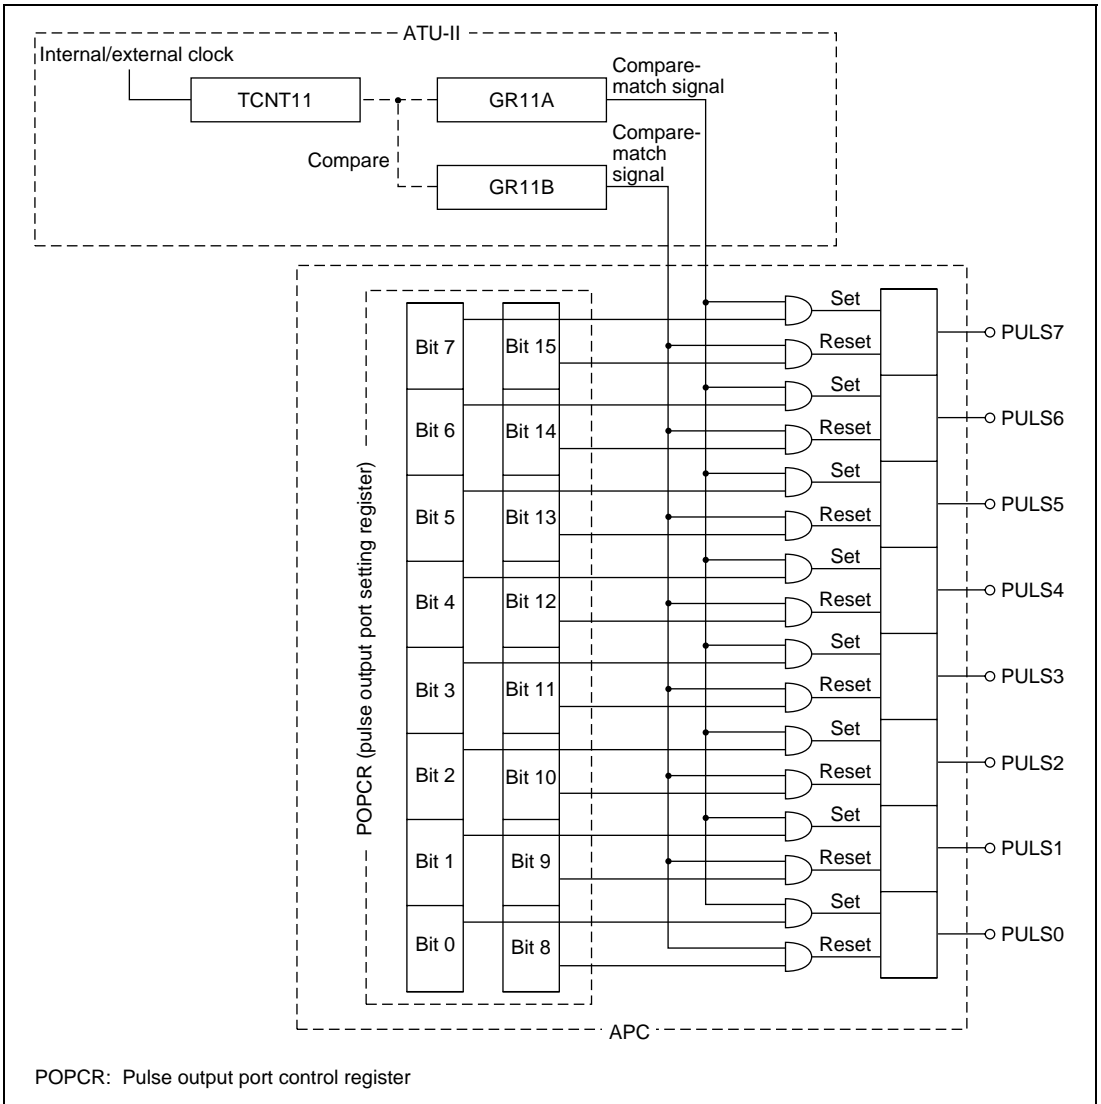 ATU-II
Internal/external clock
TCNT11
GR11A
Compare-
match signal
Compare
GR11B
Compare-
match
signal
POPCR (pulse output port setting register)
Bit 7
Bit 15
Set
Reset
PULS7
Bit 6
Bit 14
Set
Reset
PULS6
Bit 5
Bit 13
Set
Reset
PULS5
Bit 4
Bit 12
Set
Reset
PULS4
Bit 3
Bit 11
Set
Reset
PULS3
Bit 2
Bit 10
Set
Reset
PULS2
Bit 1
Bit 9
Set
Reset
PULS1
Bit 0
Bit 8
Set
Reset
PULS0
APC
POPCR: Pulse output port control register